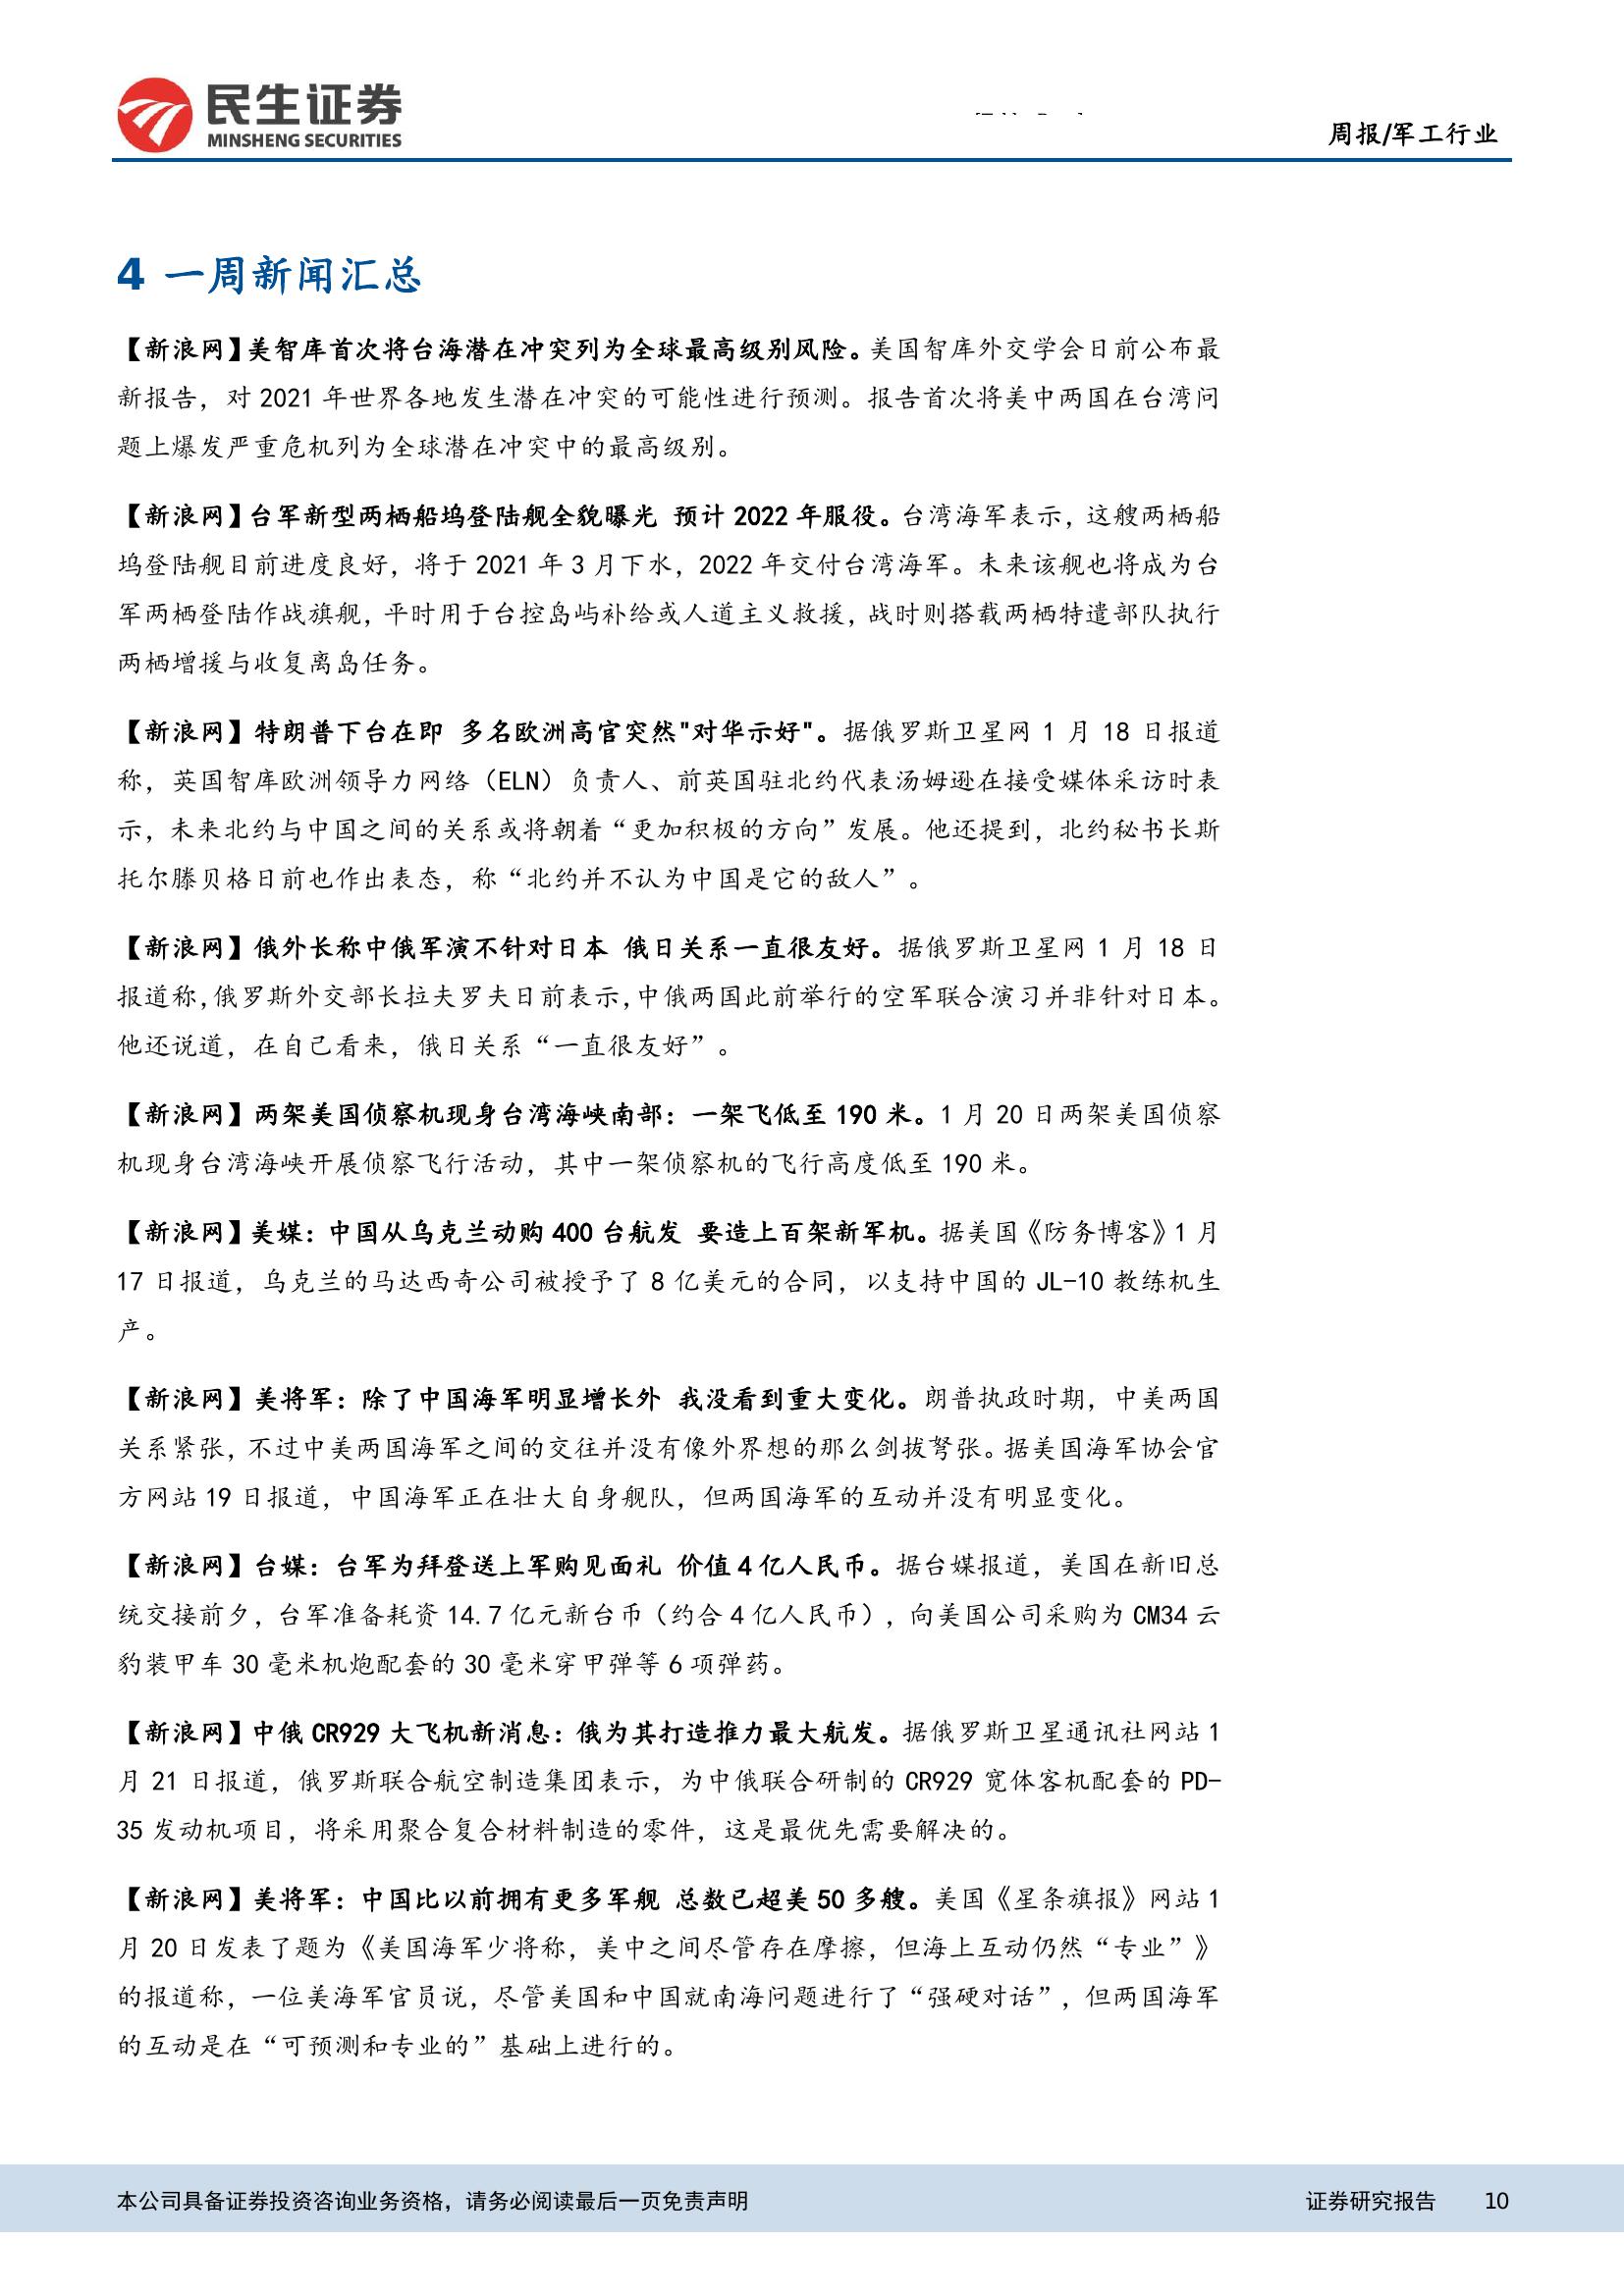 民生证券
MINSHENG SECURITIES
周报/军工行业
4 一周新闻汇总
【新浪网】美智库首次将台海潜在冲突列为全球最高级别风险。美国智库外交学会日前公布最
新报告，对 2021 年世界各地发生潜在冲突的可能性进行预测。报告首次将美中两国在台湾问
题上爆发严重危机列为全球潜在冲突中的最高级别。
【新浪网】台军新型两栖船坞登陆舰全貌曝光 预计 2022 年服役。台湾海军表示，这艘两栖船
坞登陆舰目前进度良好，将于 2021 年 3 月下水，2022 年交付台湾海军。未来该舰也将成为台
军两栖登陆作战旗舰，平时用于台控岛屿补给或人道主义救援，战时则搭载两栖特遣部队执行
两栖增援与收复离岛任务。
【新浪网】特朗普下台在即 多名欧洲高官突然"对华示好"。据俄罗斯卫星网 1 月 18 日报道
称，英国智库欧洲领导力网络（ELN）负责人、前英国驻北约代表汤姆逊在接受媒体采访时表
示，未来北约与中国之间的关系或将朝着“更加积极的方向”发展。他还提到，北约秘书长斯
托尔滕贝格日前也作出表态，称“北约并不认为中国是它的敌人”。
【新浪网】俄外长称中俄军演不针对日本 俄日关系一直很友好。据俄罗斯卫星网 1 月 18 日
报道称，俄罗斯外交部长拉夫罗夫日前表示，中俄两国此前举行的空军联合演习并非针对日本。
他还说道，在自己看来，俄日关系“一直很友好”。
【新浪网】两架美国侦察机现身台湾海峡南部：一架飞低至 190 米。1 月 20 日两架美国侦察
机现身台湾海峡开展侦察飞行活动，其中一架侦察机的飞行高度低至 190 米。
【新浪网】美媒：中国从乌克兰动购 400 台航发 要造上百架新军机。据美国《防务博客》1 月
17 日报道，乌克兰的马达西奇公司被授予了 8 亿美元的合同，以支持中国的 JL-10 教练机生
产。
【新浪网】美将军：除了中国海军明显增长外 我没看到重大变化。朗普执政时期，中美两国
关系紧张，不过中美两国海军之间的交往并没有像外界想的那么剑拔弩张。据美国海军协会官
方网站 19 日报道，中国海军正在壮大自身舰队，但两国海军的互动并没有明显变化。
【新浪网】台媒：台军为拜登送上军购见面礼 价值 4 亿人民币。据台媒报道，美国在新旧总
统交接前夕，台军准备耗资 14.7 亿元新台币（约合 4 亿人民币），向美国公司采购为 CM34 云
豹装甲车 30 毫米机炮配套的 30 毫米穿甲弹等 6 项弹药。
【新浪网】中俄 CR929 大飞机新消息：俄为其打造推力最大航发。据俄罗斯卫星通讯社网站 1
月 21 日报道，俄罗斯联合航空制造集团表示，为中俄联合研制的 CR929 宽体客机配套的 PD-
35 发动机项目，将采用聚合复合材料制造的零件，这是最优先需要解决的。
【新浪网】美将军：中国比以前拥有更多军舰 总数已超美 50 多艘。美国《星条旗报》网站 1
月 20 日发表了题为《美国海军少将称，美中之间尽管存在摩擦，但海上互动仍然“专业”》
的报道称，一位美海军官员说，尽管美国和中国就南海问题进行了“强硬对话”，但两国海军
的互动是在“可预测和专业的”基础上进行的。
本公司具备证券投资咨询业务资格，请务必阅读最后一页免责声明
证券研究报告 10